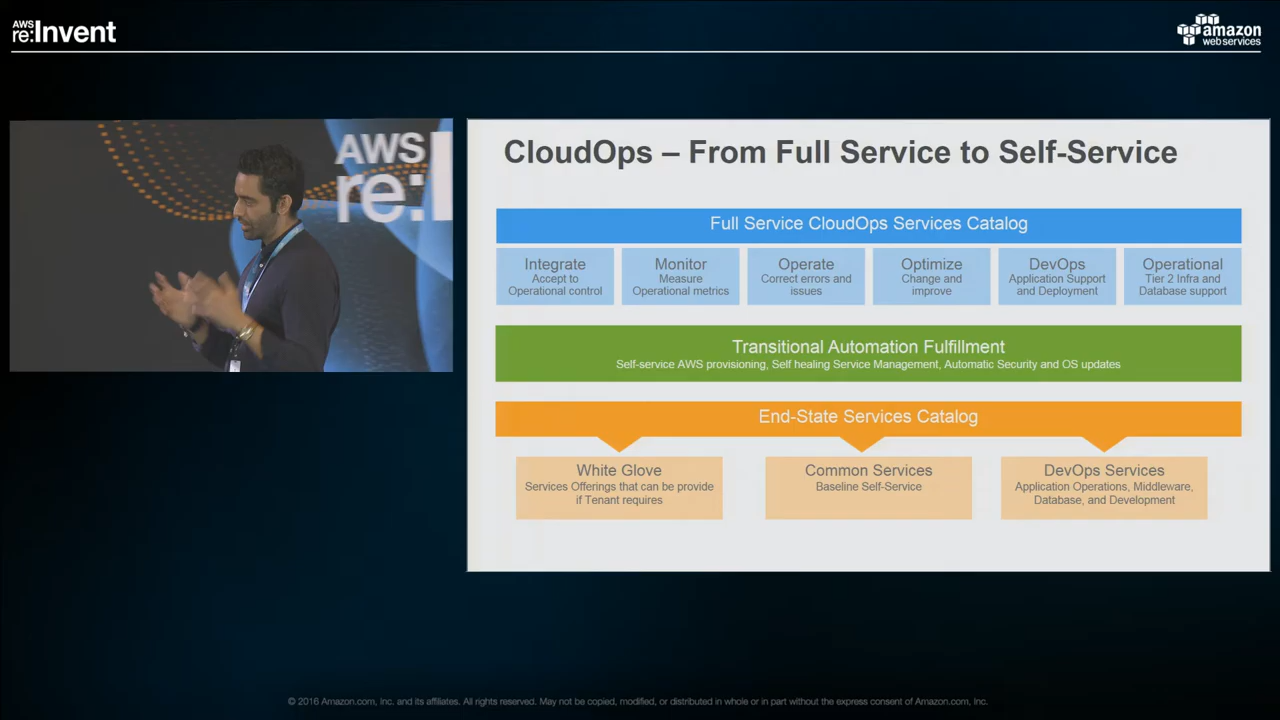 AWS
re:Invent
amazon
web services
AWS
re:I
CloudOps – From Full Service to Self-Service
Full Service CloudOps Services Catalog
Integrate
Accept to
Operational control
Monitor
Measure
Operational metrics
Operate
Correct errors and
issues
Optimize
Change and
improve
DevOps
Application Support
and Deployment
Operational
Tier 2 Infra and
Database support
Transitional Automation Fulfillment
Self-service AWS provisioning, Self healing Service Management, Automatic Security and OS updates
End-State Services Catalog
White Glove
Services Offerings that can be provide
if Tenant requires
Common Services
Baseline Self-Service
DevOps Services
Application Operations, Middleware,
Database, and Development
© 2016 Amazon.com, Inc. and its affiliates. All rights reserved. May not be copied, modified, or distributed in whole or in part without the express consent of Amazon.com, Inc.